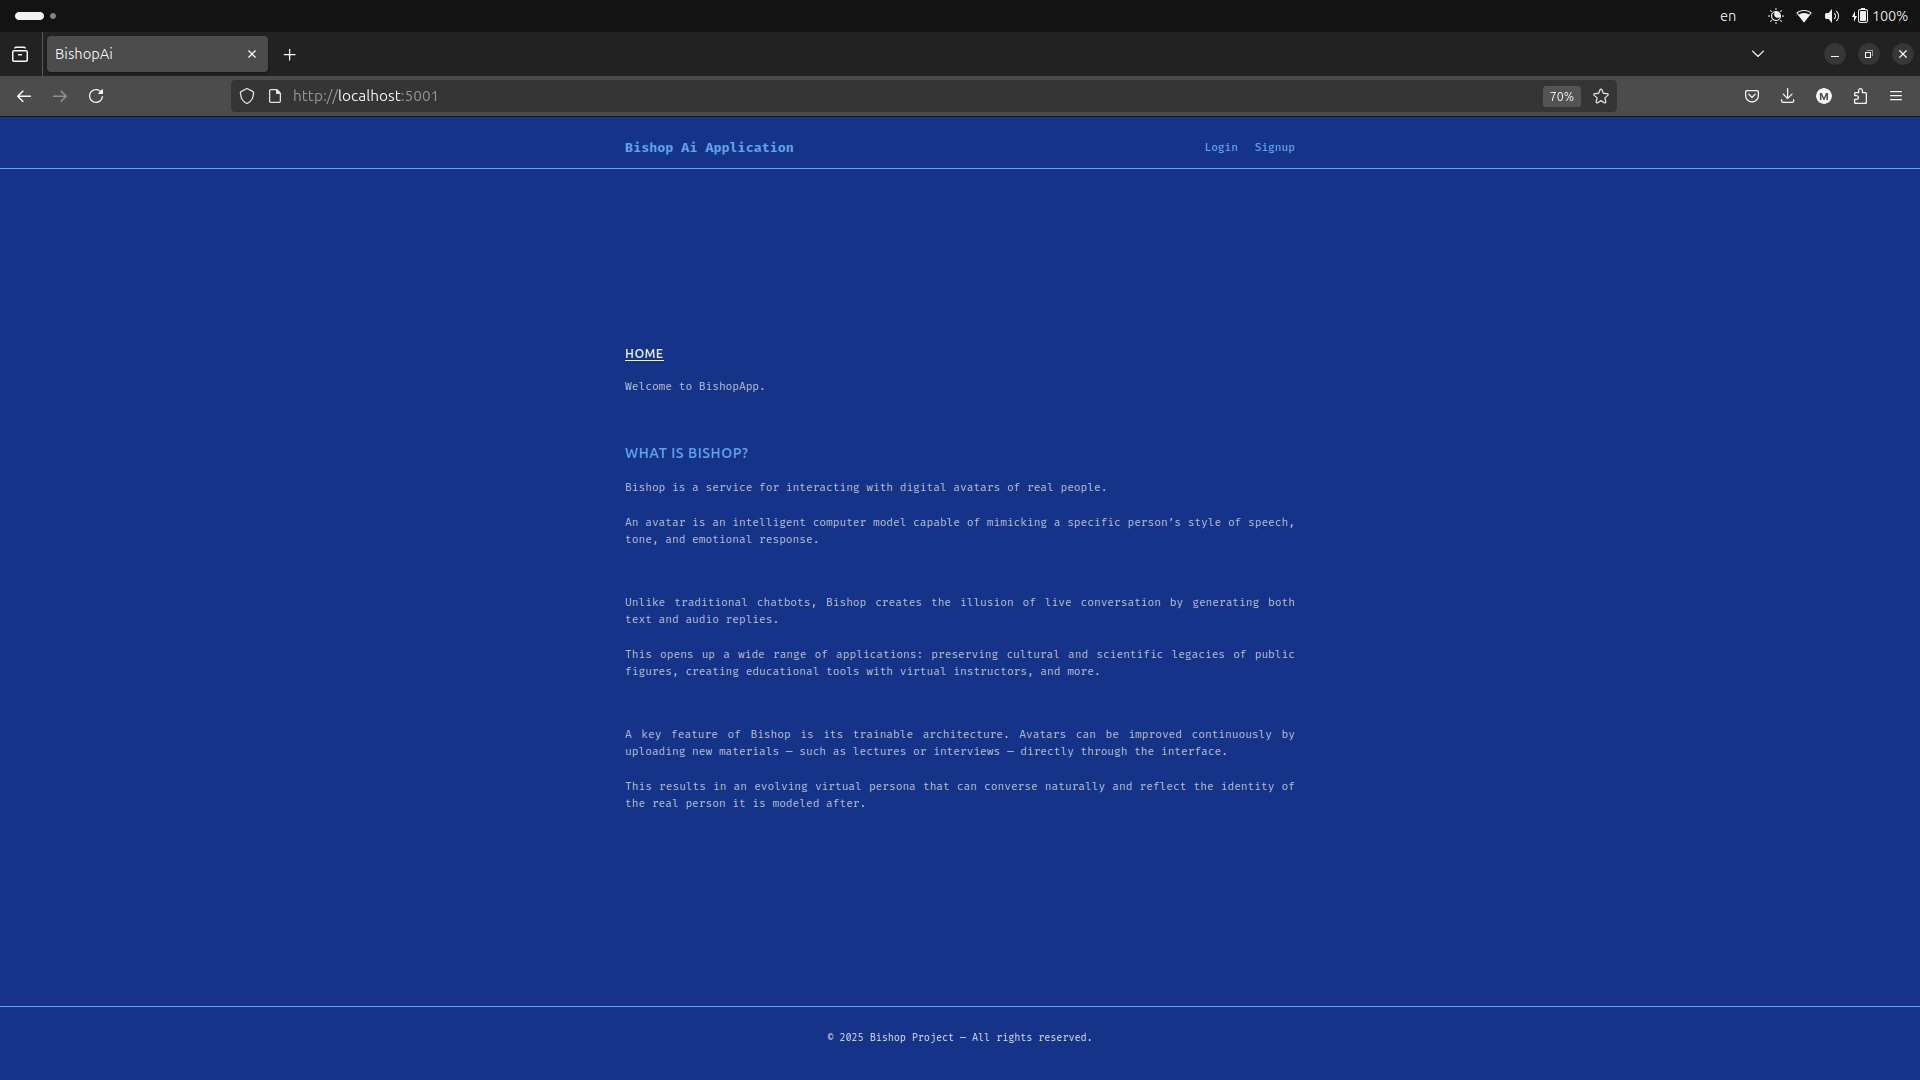 en
100%
BishopAi
http://localhost:5001
70%
M
Bishop Ai Application
Login Signup
HOME
Welcome to BishopApp.
WHAT IS BISHOP?
Bishop is a service for interacting with digital avatars of real people.
An avatar is an intelligent computer model capable of mimicking a specific person’s style of speech,
tone, and emotional response.
Unlike traditional chatbots, Bishop creates the illusion of live conversation by generating both
text and audio replies.
This opens up a wide range of applications: preserving cultural and scientific legacies of public
figures, creating educational tools with virtual instructors, and more.
A key feature of Bishop is its trainable architecture. Avatars can be improved continuously by
uploading new materials — such as lectures or interviews — directly through the interface.
This results in an evolving virtual persona that can converse naturally and reflect the identity of
the real person it is modeled after.
© 2025 Bishop Project — All rights reserved.